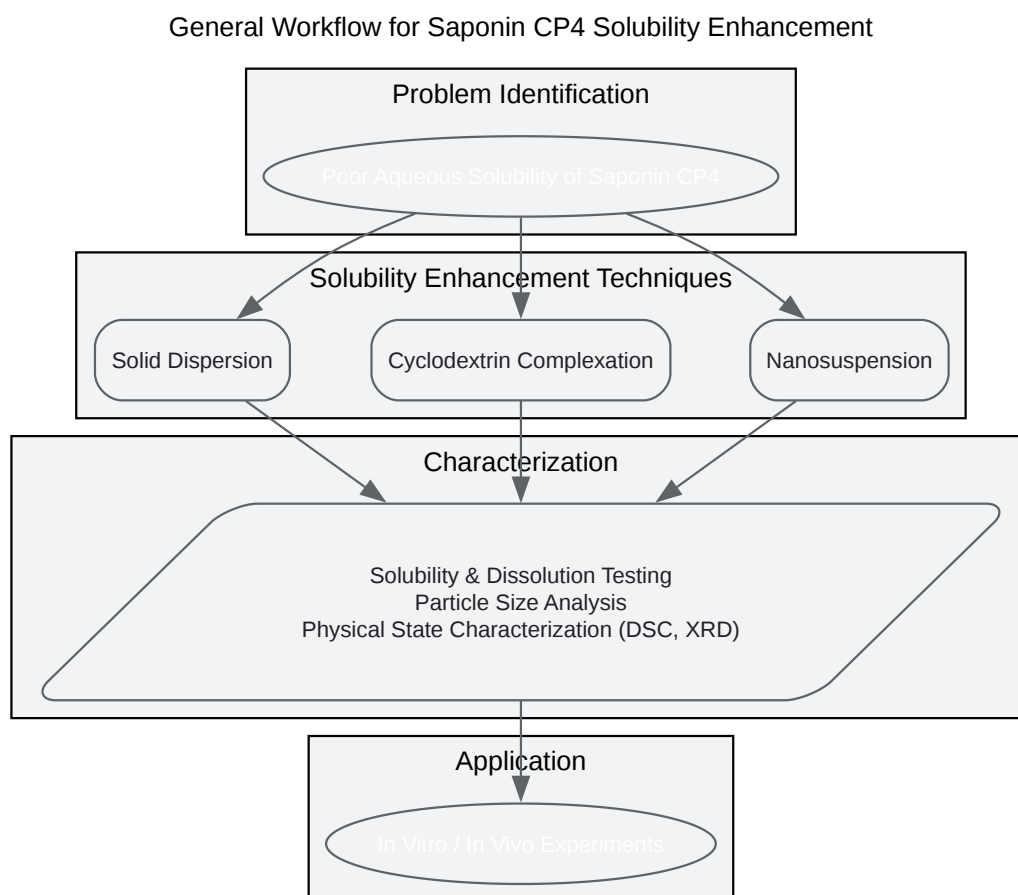 General Workflow for Saponin CP4 Solubility Enhancement
Problem Identification
Poor Aqueous Solubility of Saponin CP4
Solubility Enhancement Techniques
Solid Dispersion
Cyclodextrin Complexation
Nanosuspension
Characterization
Solubility & Dissolution Testing
Particle Size Analysis
Physical State Characterization (DSC, XRD)
Application
In Vitro / In Vivo Experiments